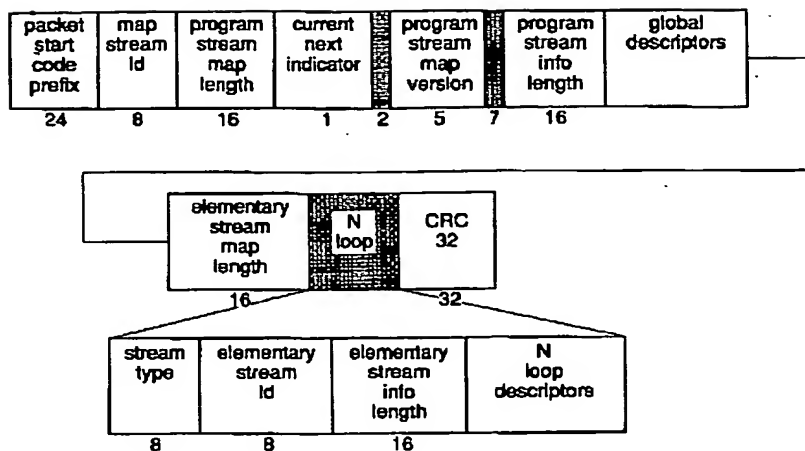 packet start code prefix
map stream Id
program stream map length
current next indicator
program stream map version
program stream info length
global descriptors
24
8
16
1
2
5
7
16
elementary stream map length
N loop
CRC 32
16
32
stream type
elementary stream Id
elementary stream info length
N loop descriptors
8
8
16